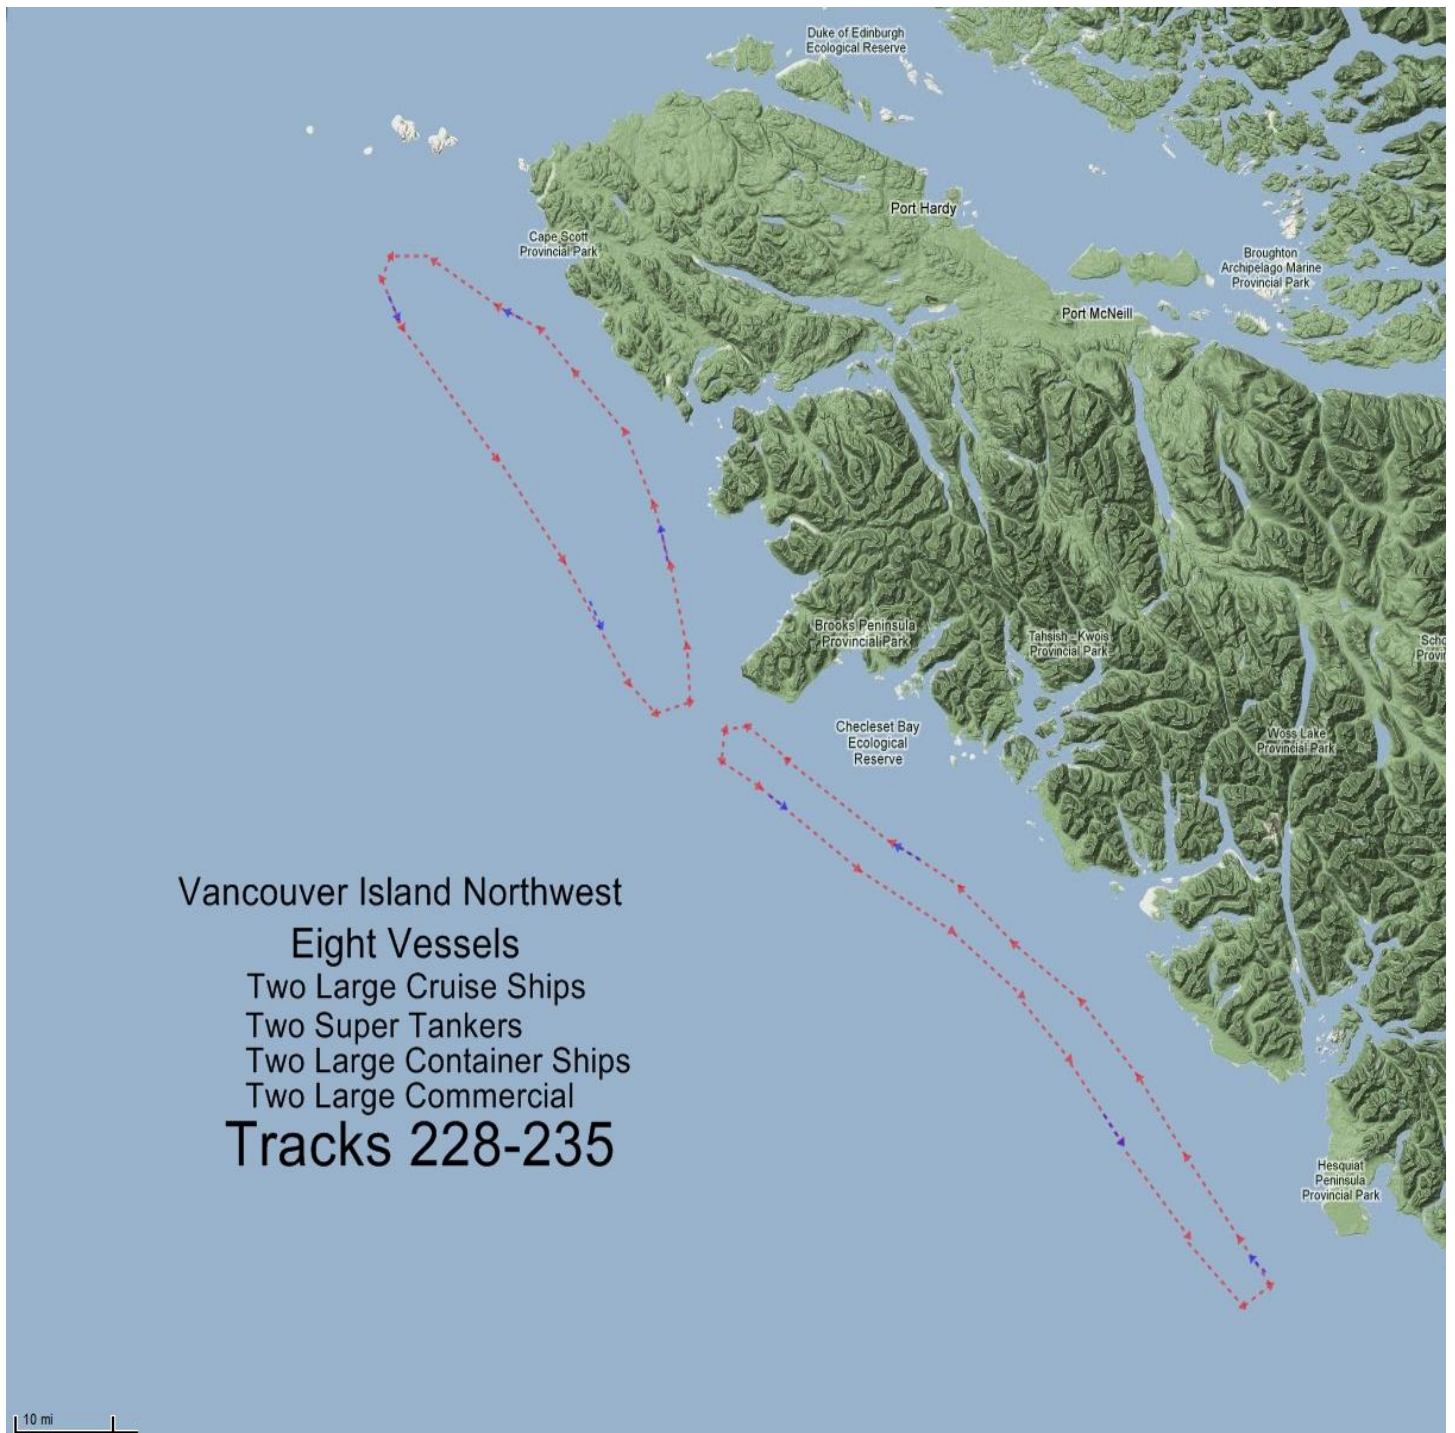 Duke of Edinburgh
Ecological Reserve
Port Hardy
Cape Scott
Provincial Park
Broughton
Archipelago Marine
Provincial Park
Port McNeill
Brooks Peninsula
Provincial Park
Tahsish - Kwois
Provincial Park
Scho
Provin
Checleset Bay
Ecological
Reserve
Woss Lake
Provincial Park
Vancouver Island Northwest
Eight Vessels
Two Large Cruise Ships
Two Super Tankers
Two Large Container Ships
Two Large Commercial
Tracks 228-235
Hesquiat
Peninsula
Provincial Park
10 mi